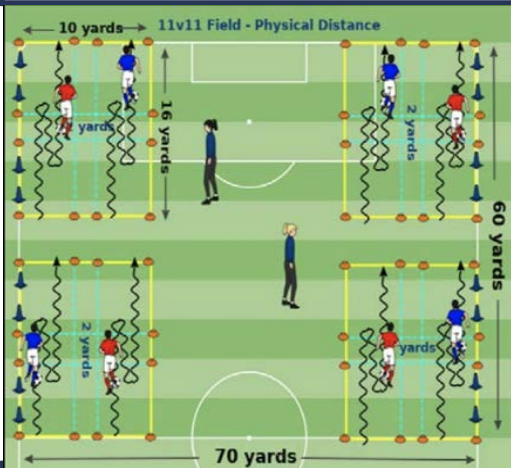 10 yards
11v11 Field - Physical Distance
yards
16 yards
2 yards
60 yards
2 yards
yards
70 yards